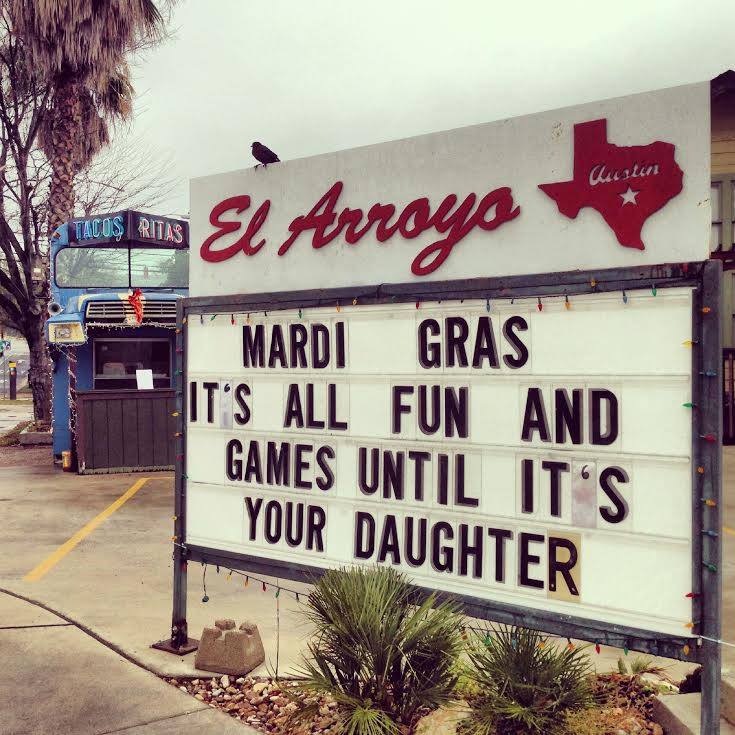 TACOS RITAS
El Arroyo
Austin
MARDI GRAS
IT'S ALL FUN AND
GAMES UNTIL IT'S
YOUR DAUGHTER